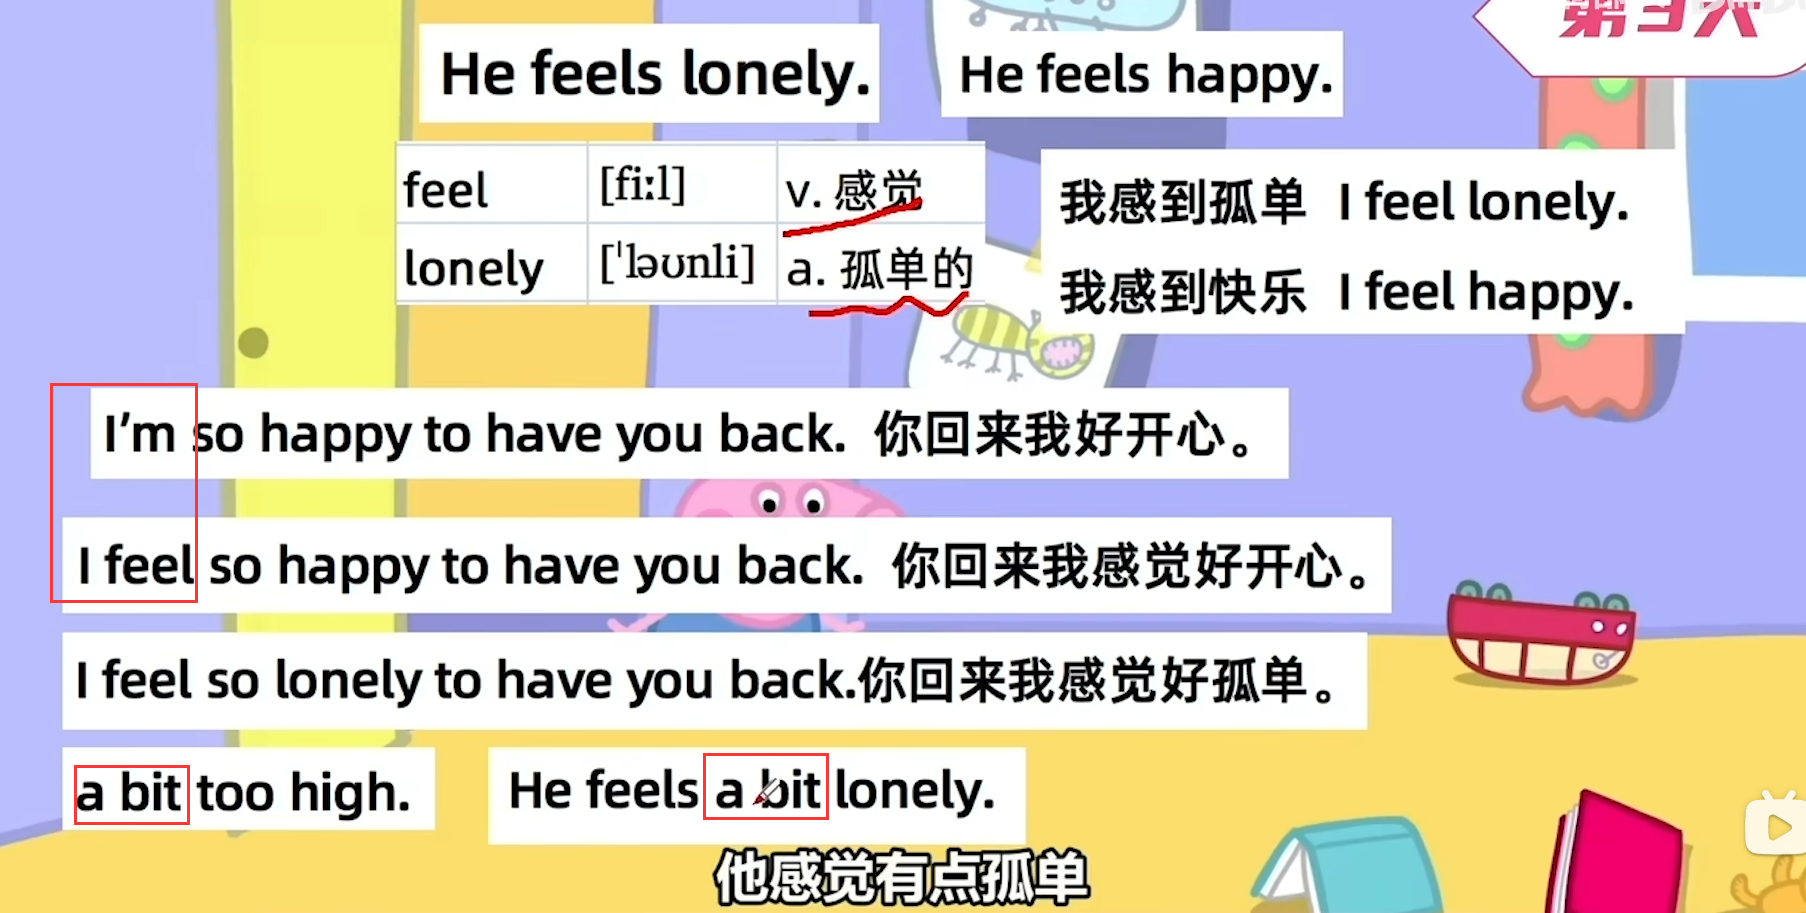 第3天
He feels lonely.
He feels happy.
feel [fiːl] v. 感觉
lonely [ˈləʊnli] a. 孤单的
我感到孤单 I feel lonely.
我感到快乐 I feel happy.
I'm so happy to have you back. 你回来我好开心。
I feel so happy to have you back. 你回来我感觉好开心。
I feel so lonely to have you back.你回来我感觉好孤单。
a bit too high.
He feels a bit lonely.
他感觉有点孤单